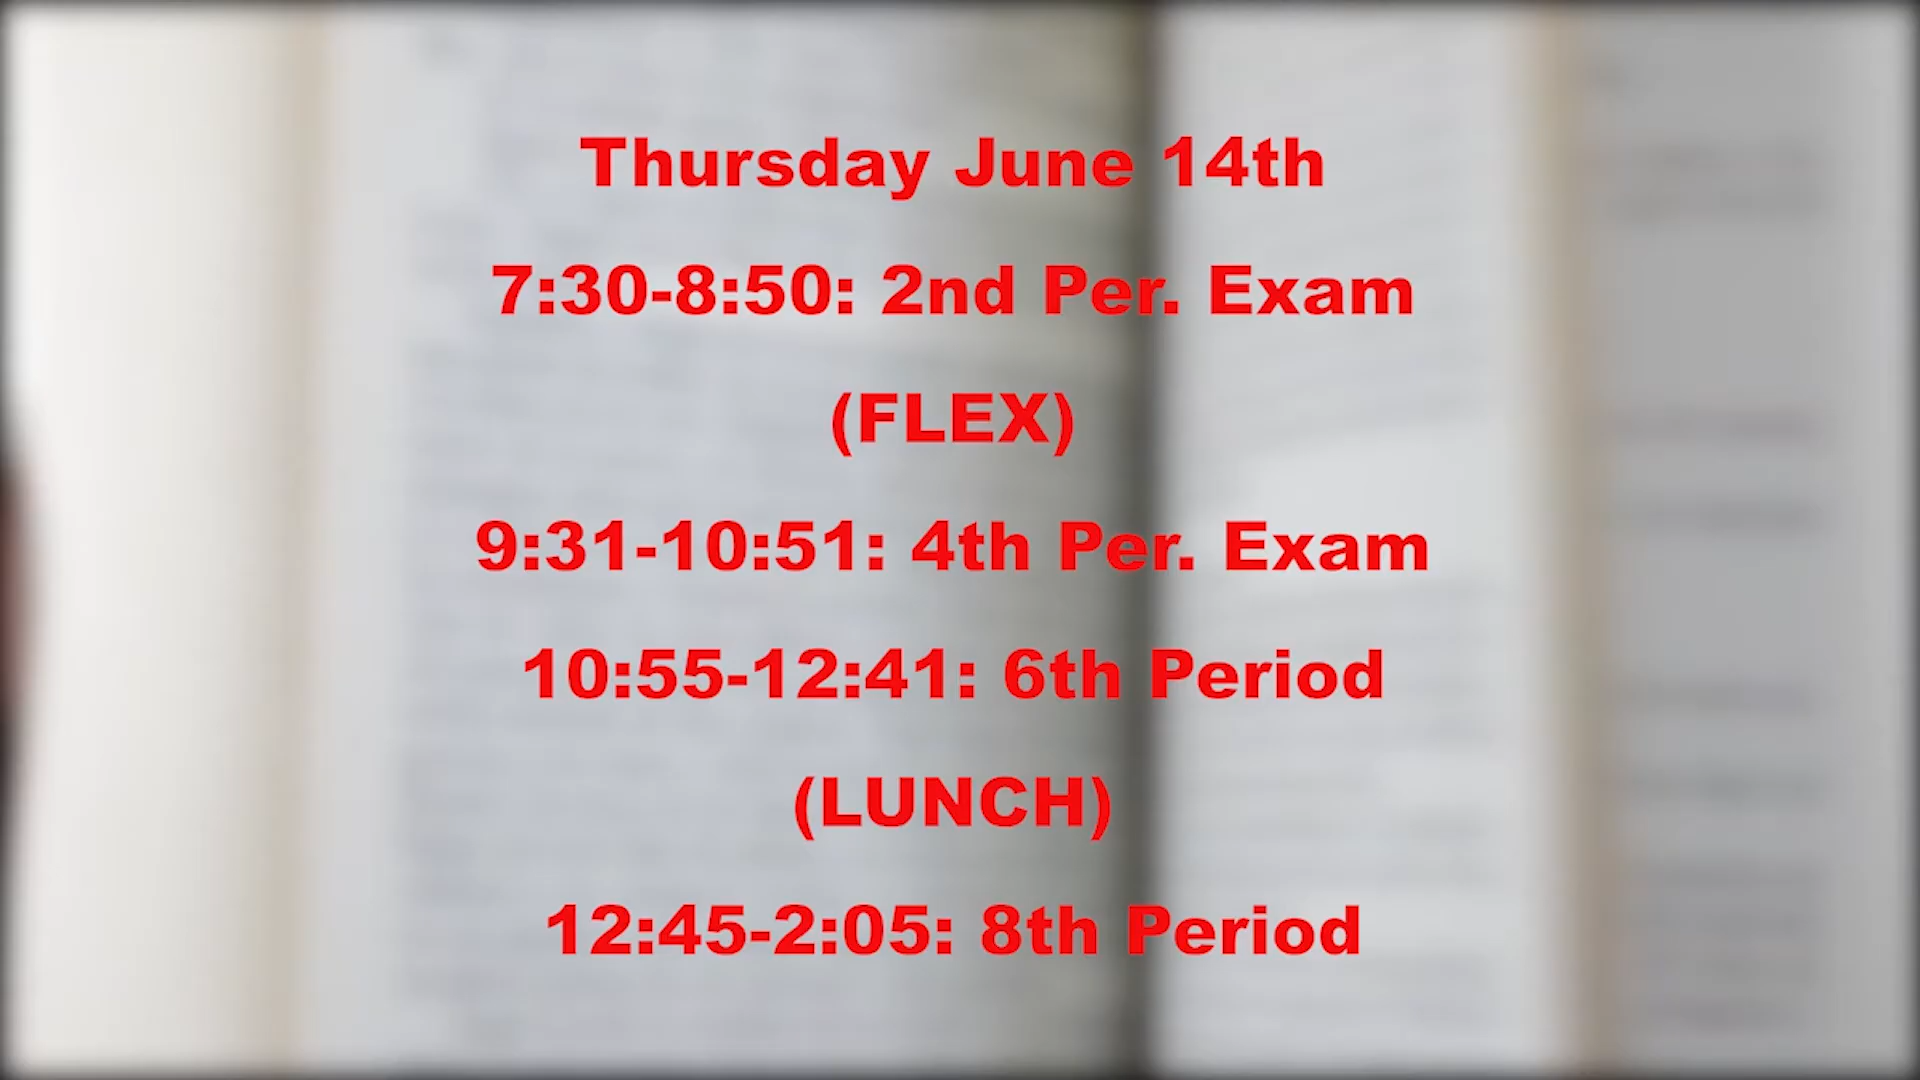 Thursday June 14th
7:30-8:50: 2nd Per. Exam
(FLEX)
9:31-10:51: 4th Per. Exam
10:55-12:41: 6th Period
(LUNCH)
12:45-2:05: 8th Period